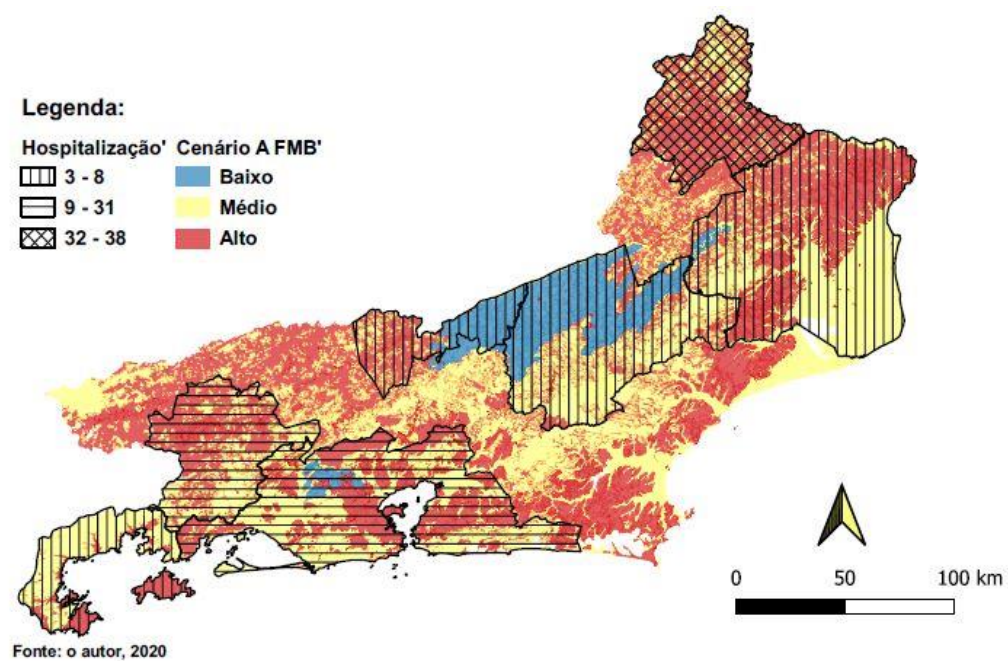 Legenda:
Hospitalização' Cenário A FMB'
3 - 8 Baixo
9 - 31 Médio
32 - 38 Alto
0 50 100 km
Fonte: o autor, 2020